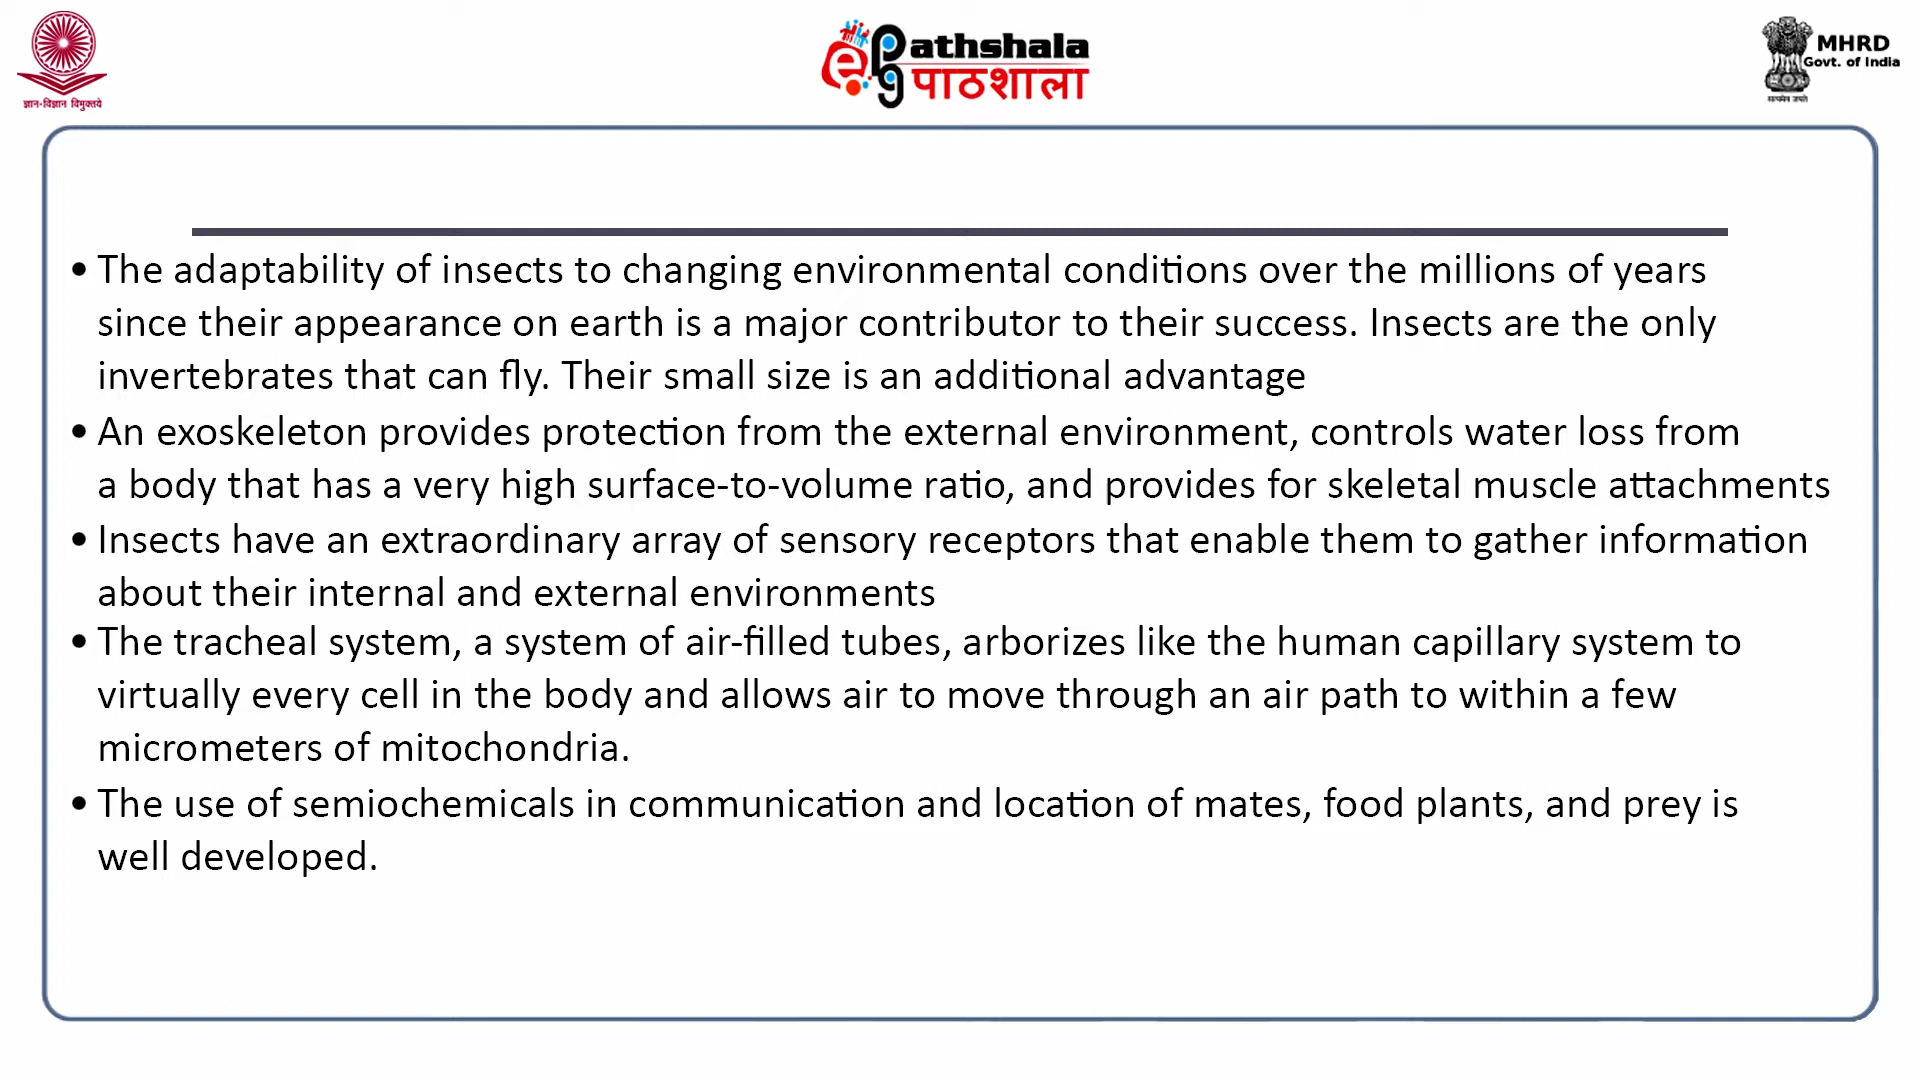 ज्ञान-विज्ञान विमुक्तये
ePG Pathshala
पाठशाला
MHRD
Govt. of India
सत्यमेव जयते
• The adaptability of insects to changing environmental conditions over the millions of years
since their appearance on earth is a major contributor to their success. Insects are the only
invertebrates that can fly. Their small size is an additional advantage
• An exoskeleton provides protection from the external environment, controls water loss from
a body that has a very high surface-to-volume ratio, and provides for skeletal muscle attachments
• Insects have an extraordinary array of sensory receptors that enable them to gather information
about their internal and external environments
• The tracheal system, a system of air-filled tubes, arborizes like the human capillary system to
virtually every cell in the body and allows air to move through an air path to within a few
micrometers of mitochondria.
• The use of semiochemicals in communication and location of mates, food plants, and prey is
well developed.